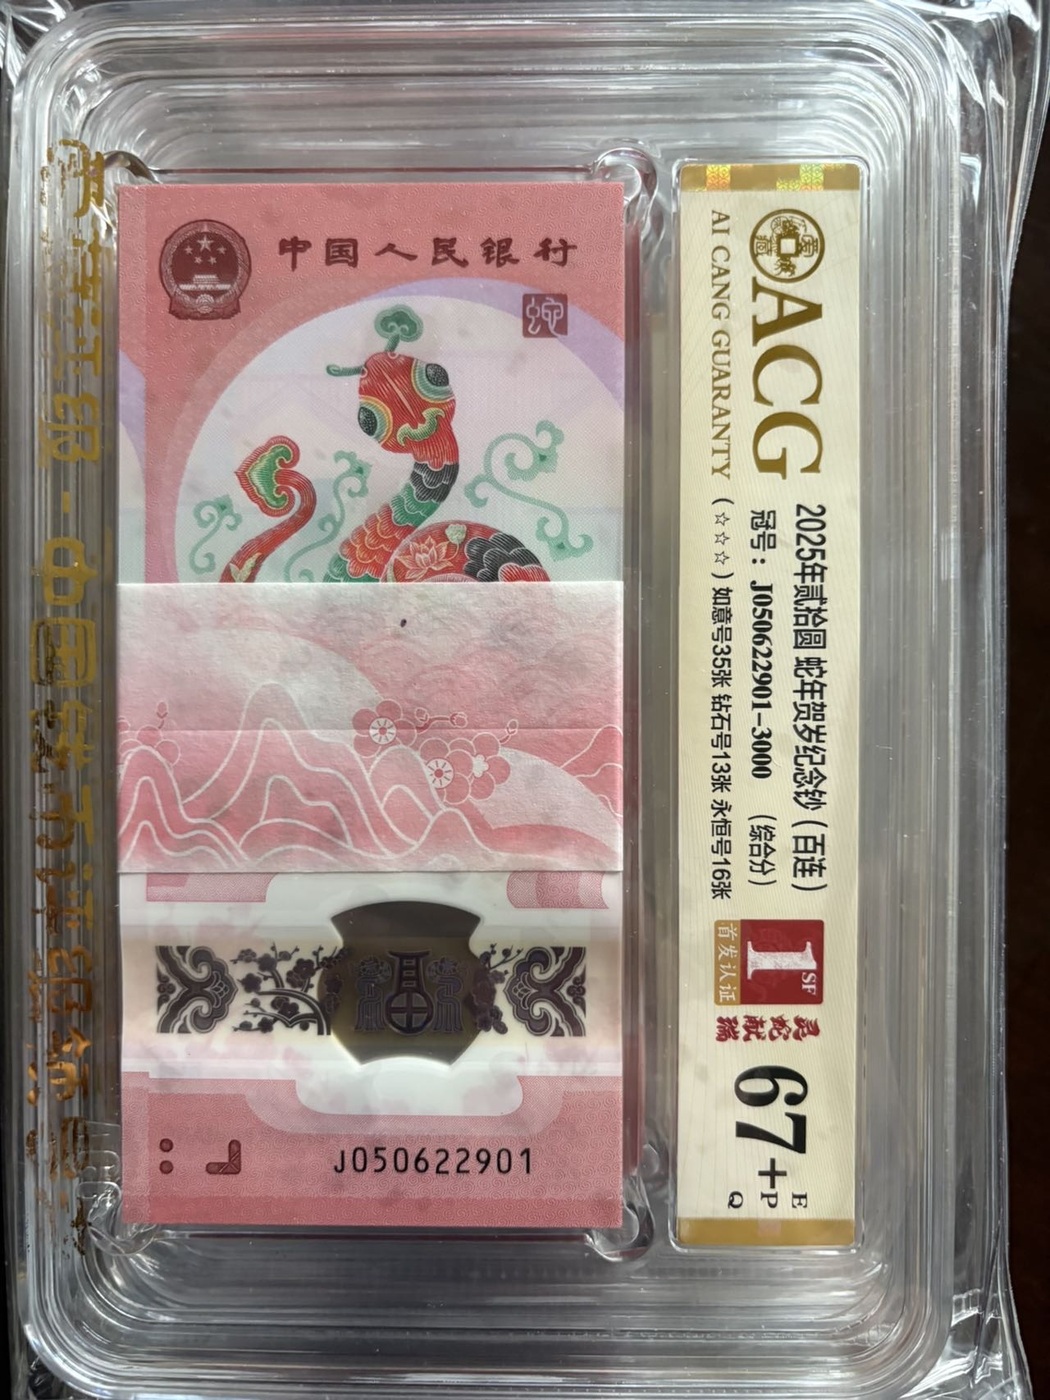 中国人民银行
蛇
J050622901
ACG
AI CANG GUARANTY
2025年贰拾圆 蛇年贺岁纪念钞（百连）
冠号：J050622901-3000 （综合分）
（☆☆☆）如意号35张 钻石号13张 永恒号16张
1SF
首发认证
灵蛇献瑞
67+
E
P
Q